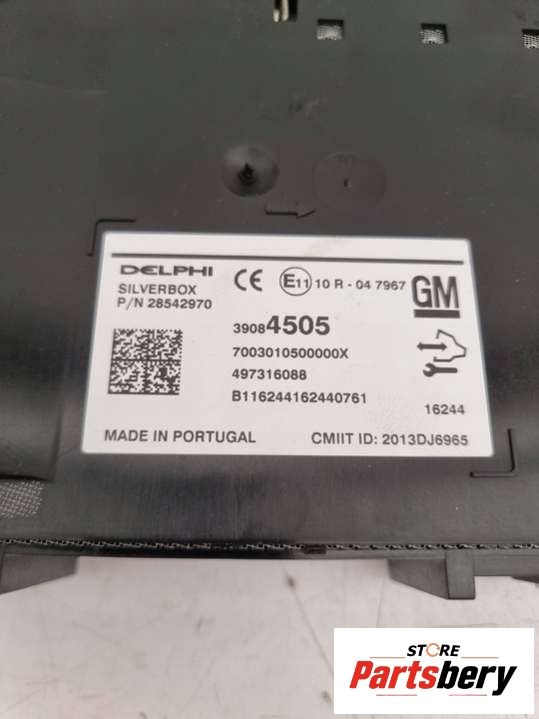 DELPHI
SILVERBOX
P/N 28542970
CE E11 10 R - 04 7967
GM
39084505
7003010500000X
497316088
B116244162440761
16244
MADE IN PORTUGAL
CMIIT ID: 2013DJ6965
STORE
Partsbery